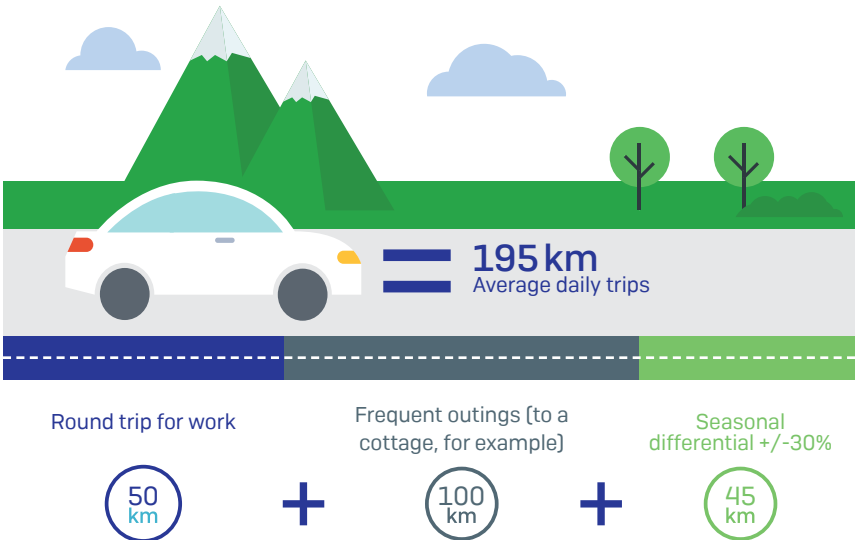 195 km
Average daily trips
Round trip for work
Frequent outings (to a
cottage, for example)
Seasonal
differential +/-30%
50
km
+
100
km
+
45
km